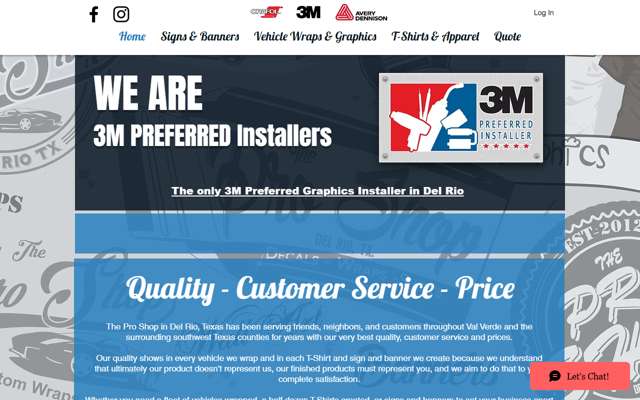 ORAFOL 3M AVERY DENNISON Log In
Home Signs & Banners Vehicle Wraps & Graphics T-Shirts & Apparel Quote
WE ARE
3M PREFERRED Installers
3M
PREFERRED
INSTALLER
The only 3M Preferred Graphics Installer in Del Rio
Quality - Customer Service - Price
The Pro Shop in Del Rio, Texas has been serving friends, neighbors, and customers throughout Val Verde and the
surrounding southwest Texas counties for years with our very best quality, customer service and prices.
Our quality shows in every vehicle we wrap and in each T-Shirt and sign and banner we create because we understand
that ultimately our product doesn't represent us, our finished products must represent you, and we aim to do that to your
complete satisfaction.
Let's Chat!